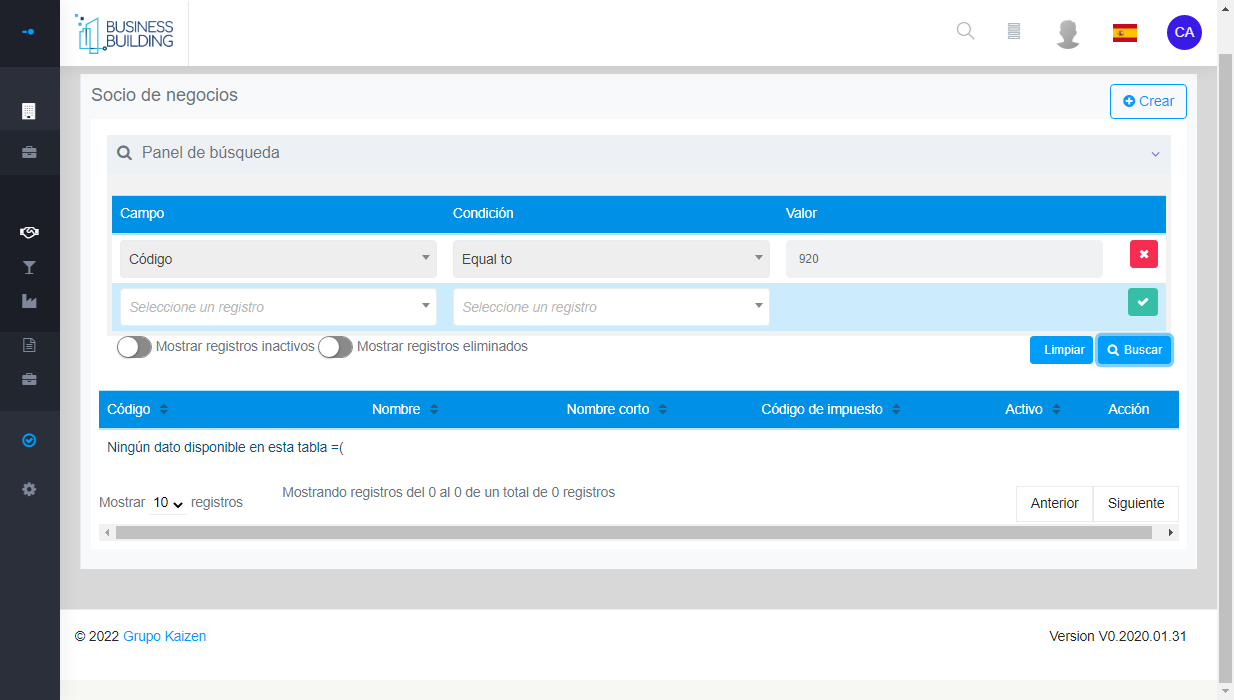 BUSINESS
BUILDING
CA
Socio de negocios
Crear
Panel de búsqueda
Campo Condición Valor
Código Equal to 920
Seleccione un registro Seleccione un registro
Mostrar registros inactivos Mostrar registros eliminados Limpiar Buscar
Código Nombre Nombre corto Código de impuesto Activo Acción
Ningún dato disponible en esta tabla =(
Mostrar 10 registros Mostrando registros del 0 al 0 de un total de 0 registros Anterior Siguiente
© 2022 Grupo Kaizen Version V0.2020.01.31